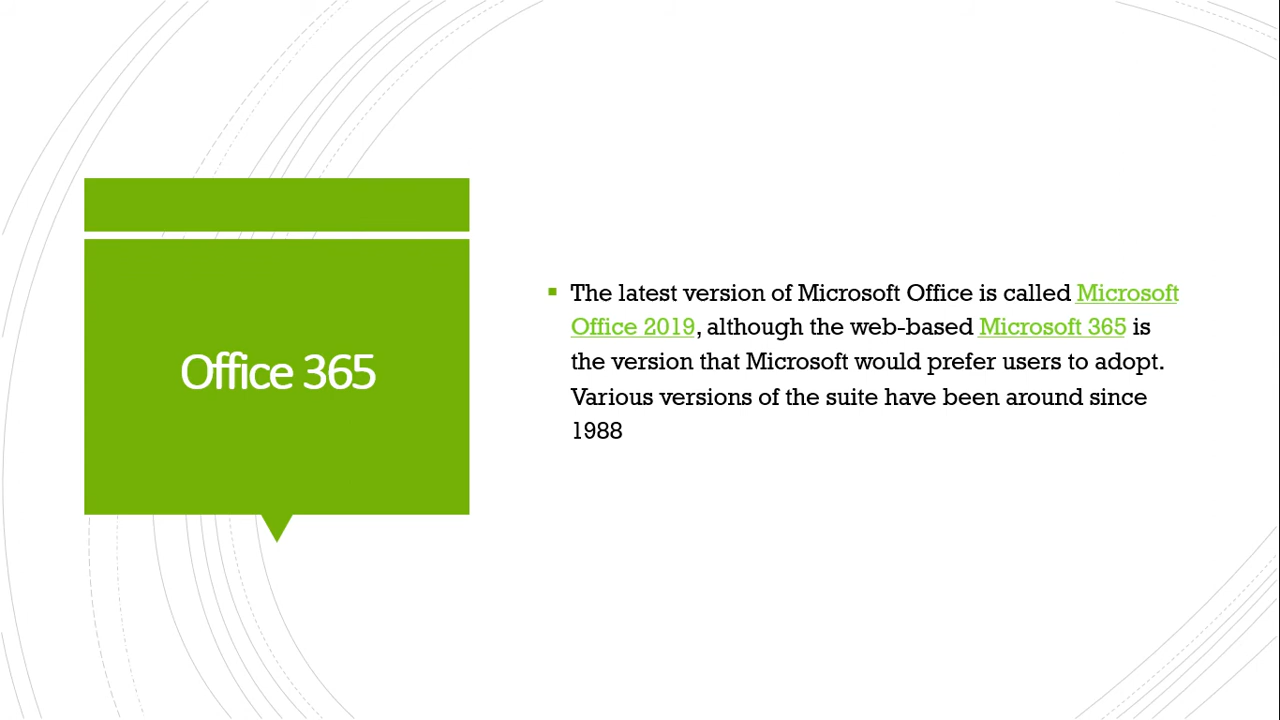 Office 365
The latest version of Microsoft Office is called Microsoft
Office 2019, although the web-based Microsoft 365 is
the version that Microsoft would prefer users to adopt.
Various versions of the suite have been around since
1988